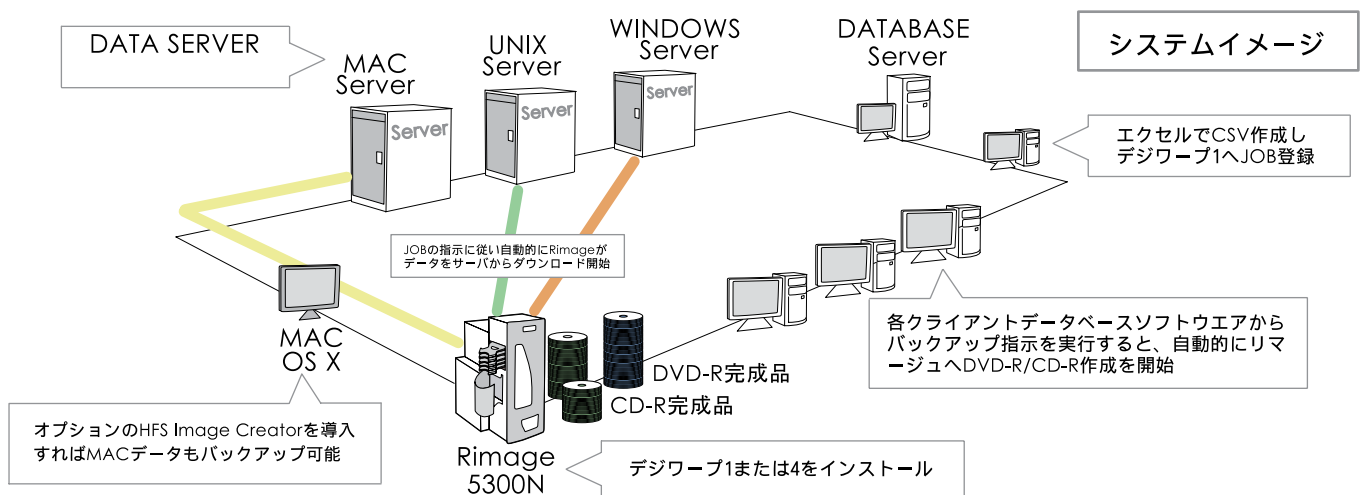 DATA SERVER
MAC
Server
UNIX
Server
WINDOWS
Server
DATABASE
Server
システムイメージ
Server
Server
Server
エクセルでCSV作成し
デジワープ1へJOB登録
JOBの指示に従い自動的にRimageが
データをサーバからダウンロード開始
MAC
OS X
各クライアントデータベースソフトウエアから
バックアップ指示を実行すると、自動的にリマ
ージュへDVD-R/CD-R作成を開始
DVD-R完成品
CD-R完成品
オプションのHFS Image Creatorを導入
すればMACデータもバックアップ可能
Rimage
5300N
デジワープ1または4をインストール